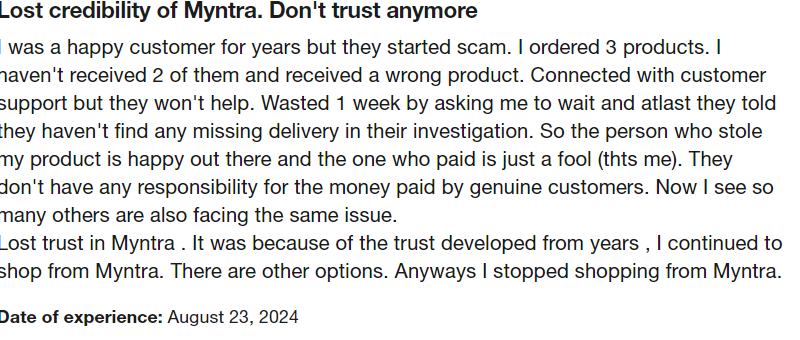 Lost credibility of Myntra. Don't trust anymore
I was a happy customer for years but they started scam. I ordered 3 products. I
haven't received 2 of them and received a wrong product. Connected with customer
support but they won't help. Wasted 1 week by asking me to wait and atlast they told
they haven't find any missing delivery in their investigation. So the person who stole
my product is happy out there and the one who paid is just a fool (thts me). They
don't have any responsibility for the money paid by genuine customers. Now I see so
many others are also facing the same issue.
Lost trust in Myntra . It was because of the trust developed from years , I continued to
shop from Myntra. There are other options. Anyways I stopped shopping from Myntra.
Date of experience: August 23, 2024